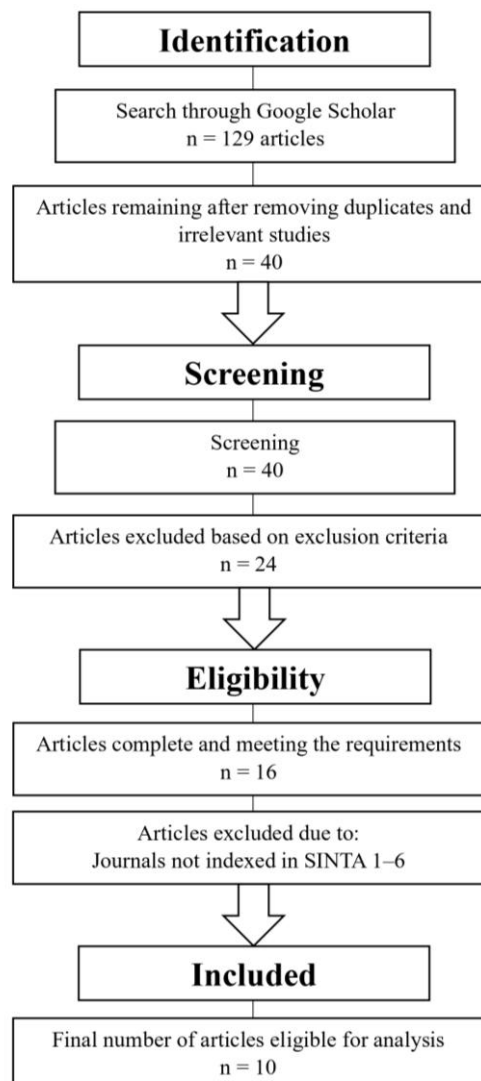 Identification
Search through Google Scholar
n = 129 articles
Articles remaining after removing duplicates and
irrelevant studies
n = 40
Screening
Screening
n = 40
Articles excluded based on exclusion criteria
n = 24
Eligibility
Articles complete and meeting the requirements
n = 16
Articles excluded due to:
Journals not indexed in SINTA 1–6
Included
Final number of articles eligible for analysis
n = 10